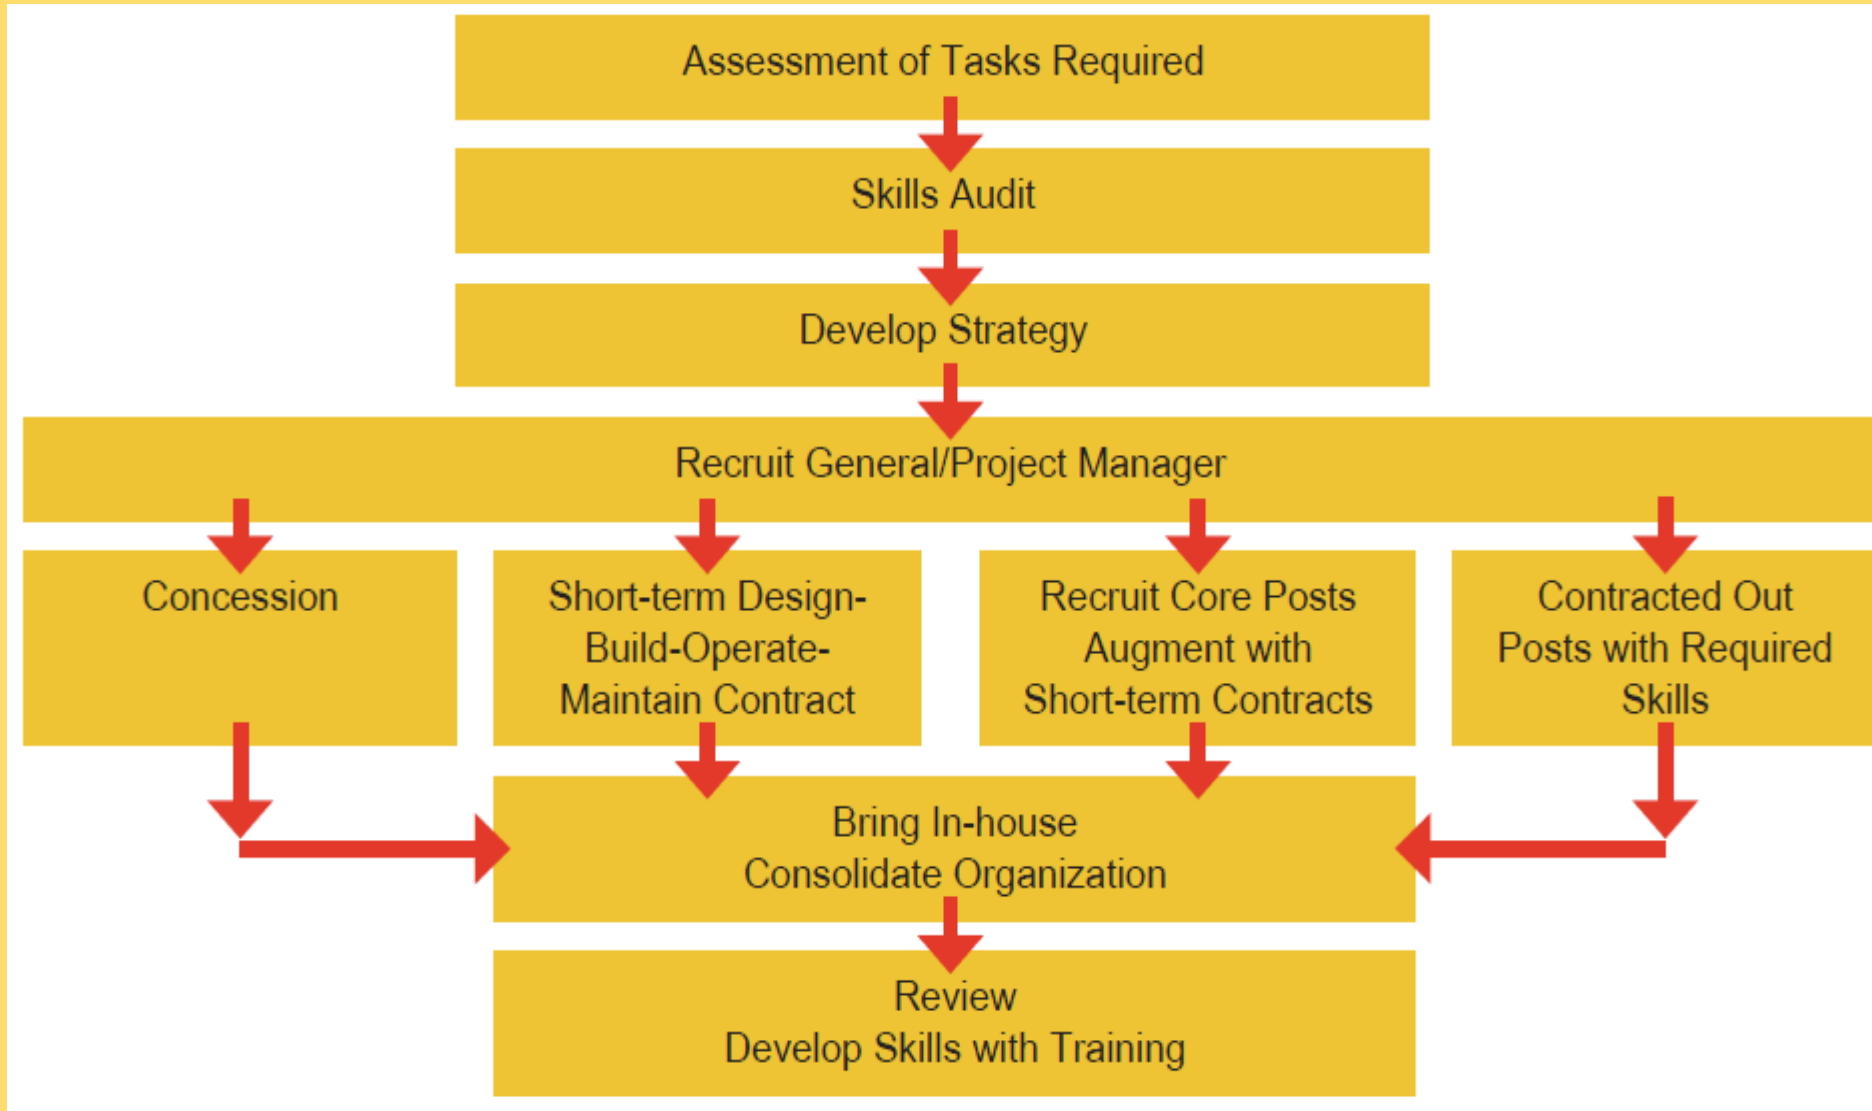 Assessment of Tasks Required
Skills Audit
Develop Strategy
Recruit General/Project Manager
Concession
Short-term Design-
Build-Operate-
Maintain Contract
Recruit Core Posts
Augment with
Short-term Contracts
Contracted Out
Posts with Required
Skills
Bring In-house
Consolidate Organization
Review
Develop Skills with Training